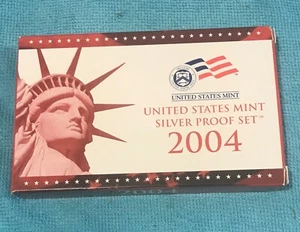 UNITED STATES MINT
UNITED STATES MINT
SILVER PROOF SET™
2004